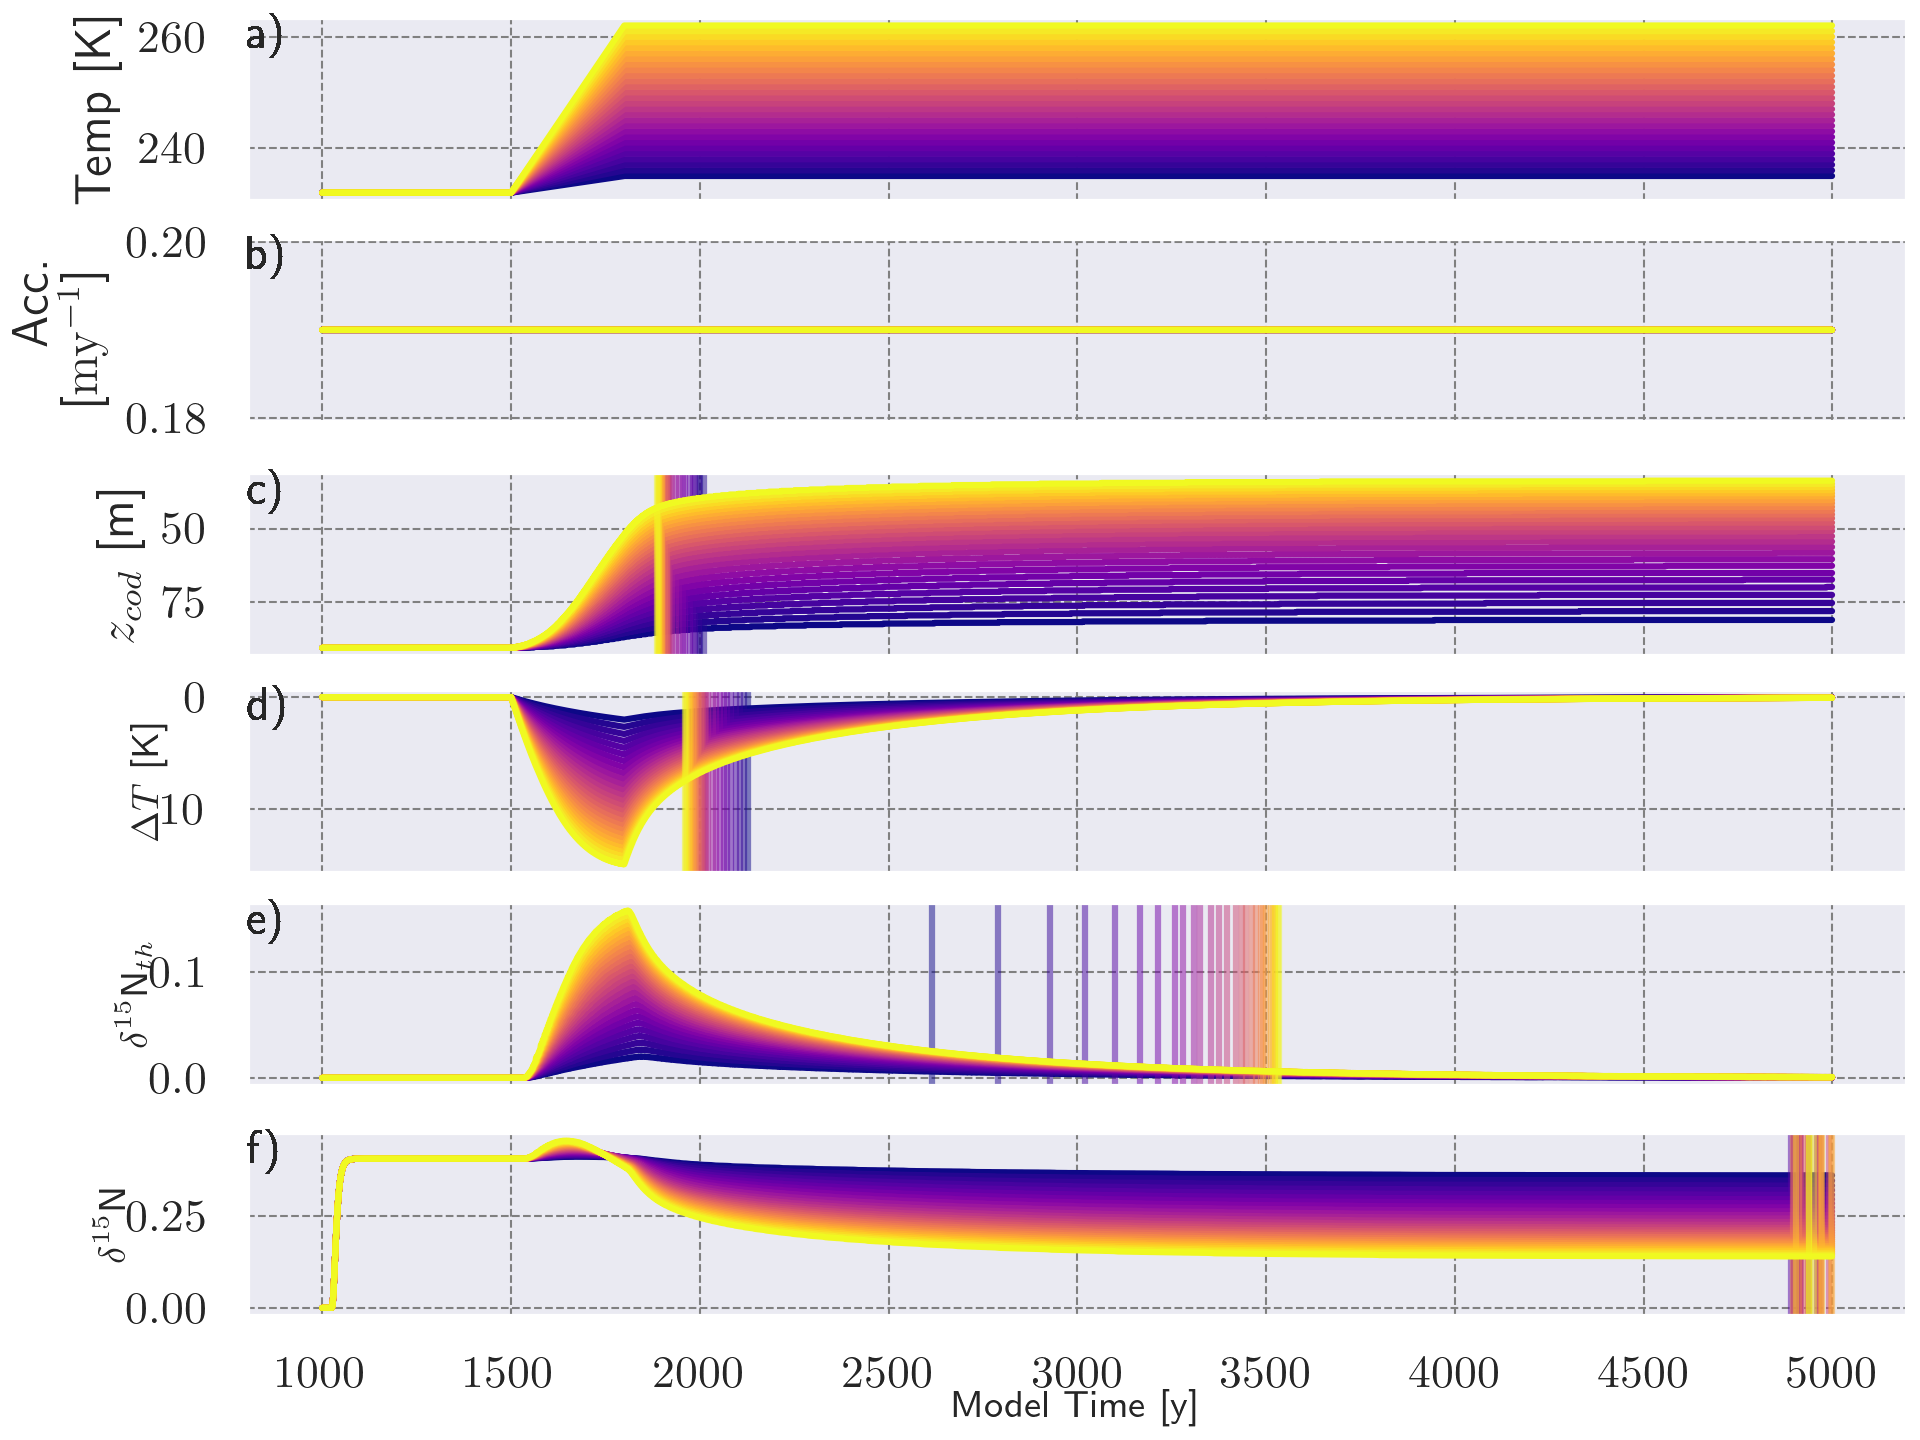 a)
Temp [K]
260
240
b)
Acc.
[my⁻¹]
0.20
0.18
c)
z_cod [m]
50
75
d)
ΔT [K]
0
10
e)
δ¹⁵N_th
0.1
0.0
f)
δ¹⁵N
0.25
0.00
1000 1500 2000 2500 3000 3500 4000 4500 5000
Model Time [y]